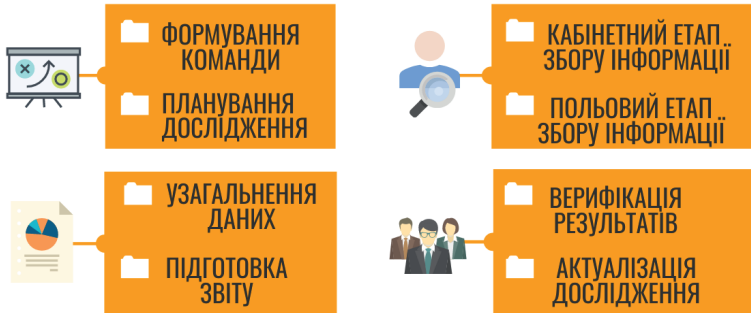 ФОРМУВАННЯ
КОМАНДИ
ПЛАНУВАННЯ
ДОСЛІДЖЕННЯ
КАБІНЕТНИЙ ЕТАП
ЗБОРУ ІНФОРМАЦІЇ
ПОЛЬОВИЙ ЕТАП
ЗБОРУ ІНФОРМАЦІЇ
УЗАГАЛЬНЕННЯ
ДАНИХ
ПІДГОТОВКА
ЗВІТУ
ВЕРИФІКАЦІЯ
РЕЗУЛЬТАТІВ
АКТУАЛІЗАЦІЯ
ДОСЛІДЖЕННЯ